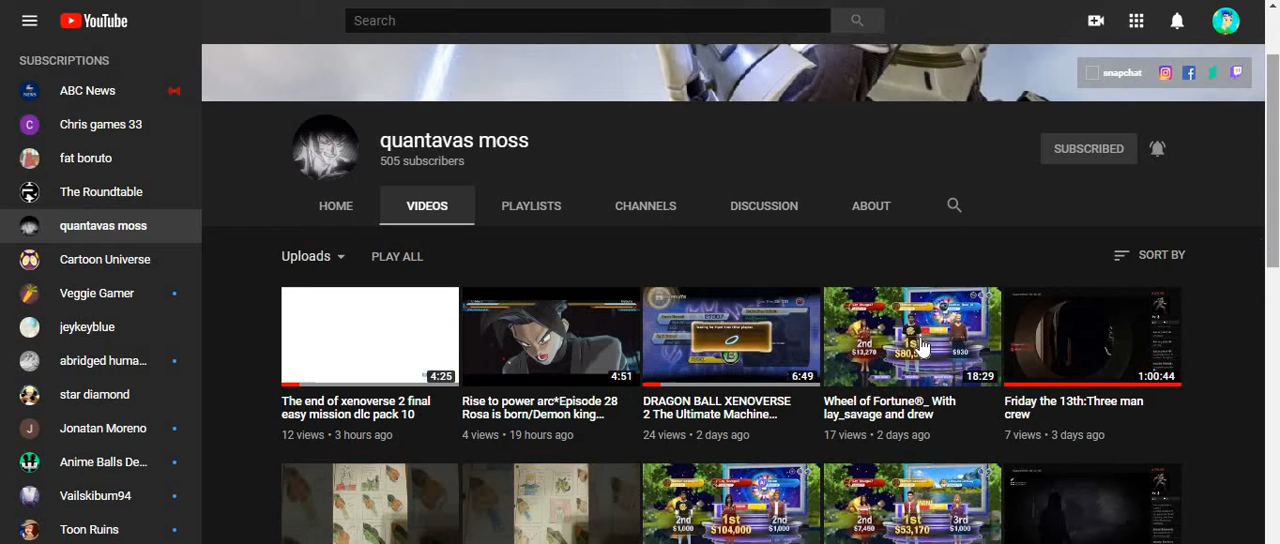 YouTube
Search
SUBSCRIPTIONS
ABC News
Chris games 33
fat boruto
The Roundtable
quantavas moss
Cartoon Universe
Veggie Gamer
jeykeyblue
abridged huma...
star diamond
Jonatan Moreno
Anime Balls De...
Vailskibum94
Toon Ruins
snapchat
quantavas moss
505 subscribers
SUBSCRIBED
HOME
VIDEOS
PLAYLISTS
CHANNELS
DISCUSSION
ABOUT
Uploads
PLAY ALL
SORT BY
4:25
The end of xenoverse 2 final
easy mission dlc pack 10
12 views • 3 hours ago
4:51
Rise to power arc*Episode 28
Rosa is born/Demon king...
4 views • 19 hours ago
6:49
DRAGON BALL XENOVERSE
2 The Ultimate Machine...
24 views • 2 days ago
2nd
$13,270
1st
$930
18:29
Wheel of Fortune®_ With
lay_savage and drew
17 views • 2 days ago
1:00:44
Friday the 13th:Three man
crew
7 views • 3 days ago
2nd
$1,000
1st
$104,000
3rd
$1,000
2nd
$7,450
1st
$53,170
3rd
$1,000